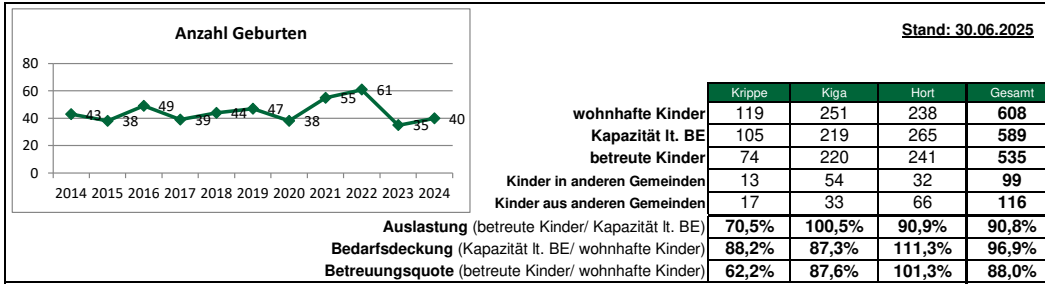 Anzahl Geburten
Stand: 30.06.2025
80
60
40
20
0
43 38 49 39 44 47 38 55 61 35 40
2014 2015 2016 2017 2018 2019 2020 2021 2022 2023 2024
Krippe Kiga Hort Gesamt
wohnhafte Kinder 119 251 238 608
Kapazität lt. BE 105 219 265 589
betreute Kinder 74 220 241 535
Kinder in anderen Gemeinden 13 54 32 99
Kinder aus anderen Gemeinden 17 33 66 116
Auslastung (betreute Kinder/ Kapazität lt. BE) 70,5% 100,5% 90,9% 90,8%
Bedarfsdeckung (Kapazität lt. BE/ wohnhafte Kinder) 88,2% 87,3% 111,3% 96,9%
Betreuungsquote (betreute Kinder/ wohnhafte Kinder) 62,2% 87,6% 101,3% 88,0%